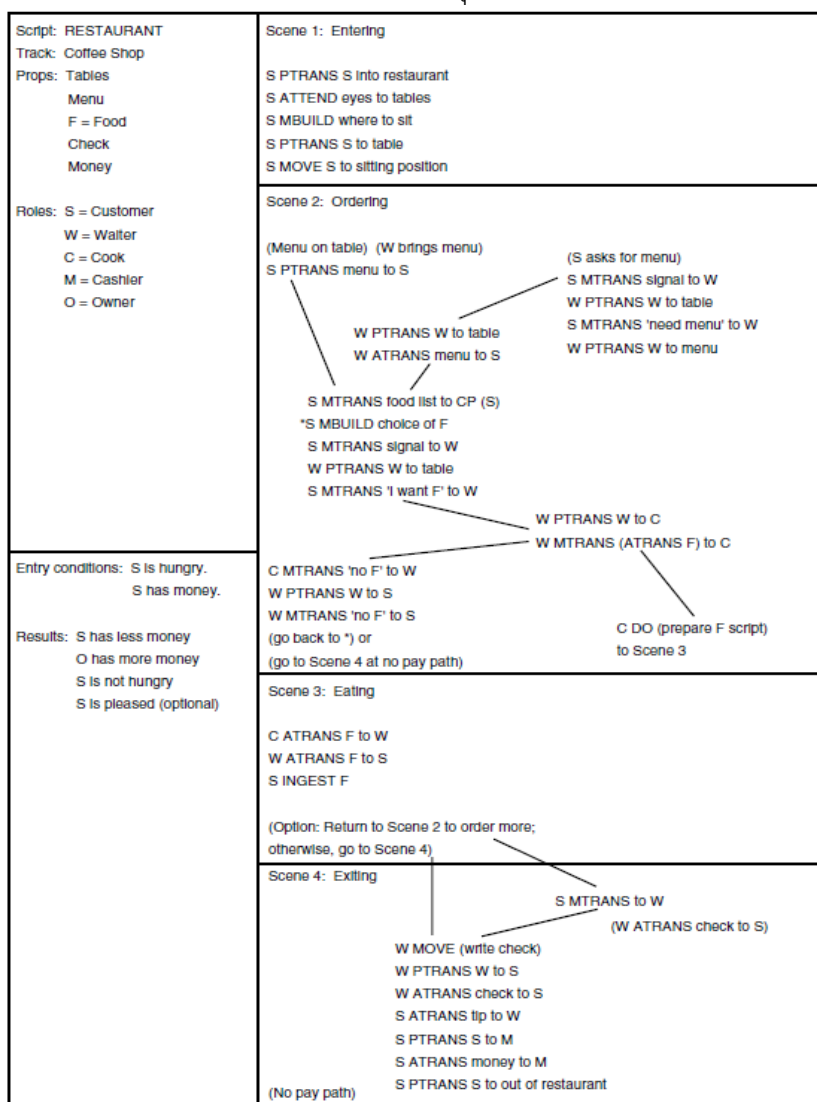 Script: RESTAURANT
Track: Coffee Shop
Props: Tables
Menu
F = Food
Check
Money
Roles: S = Customer
W = Waiter
C = Cook
M = Cashier
O = Owner
Entry conditions: S is hungry.
S has money.
Results: S has less money
O has more money
S is not hungry
S is pleased (optional)
Scene 1: Entering
S PTRANS S into restaurant
S ATTEND eyes to tables
S MBUILD where to sit
S PTRANS S to table
S MOVE S to sitting position
Scene 2: Ordering
(Menu on table) (W brings menu)
S PTRANS menu to S
(S asks for menu)
S MTRANS signal to W
W PTRANS W to table
S MTRANS 'need menu' to W
W PTRANS W to menu
W PTRANS W to table
W ATRANS menu to S
S MTRANS food list to CP (S)
*S MBUILD choice of F
S MTRANS signal to W
W PTRANS W to table
S MTRANS 'I want F' to W
W PTRANS W to C
W MTRANS (ATRANS F) to C
C MTRANS 'no F' to W
W PTRANS W to S
W MTRANS 'no F' to S
(go back to *) or
(go to Scene 4 at no pay path)
C DO (prepare F script)
to Scene 3
Scene 3: Eating
C ATRANS F to W
W ATRANS F to S
S INGEST F
(Option: Return to Scene 2 to order more;
otherwise, go to Scene 4)
Scene 4: Exiting
S MTRANS to W
(W ATRANS check to S)
W MOVE (write check)
W PTRANS W to S
W ATRANS check to S
S ATRANS tip to W
S PTRANS S to M
S ATRANS money to M
S PTRANS S to out of restaurant
(No pay path)